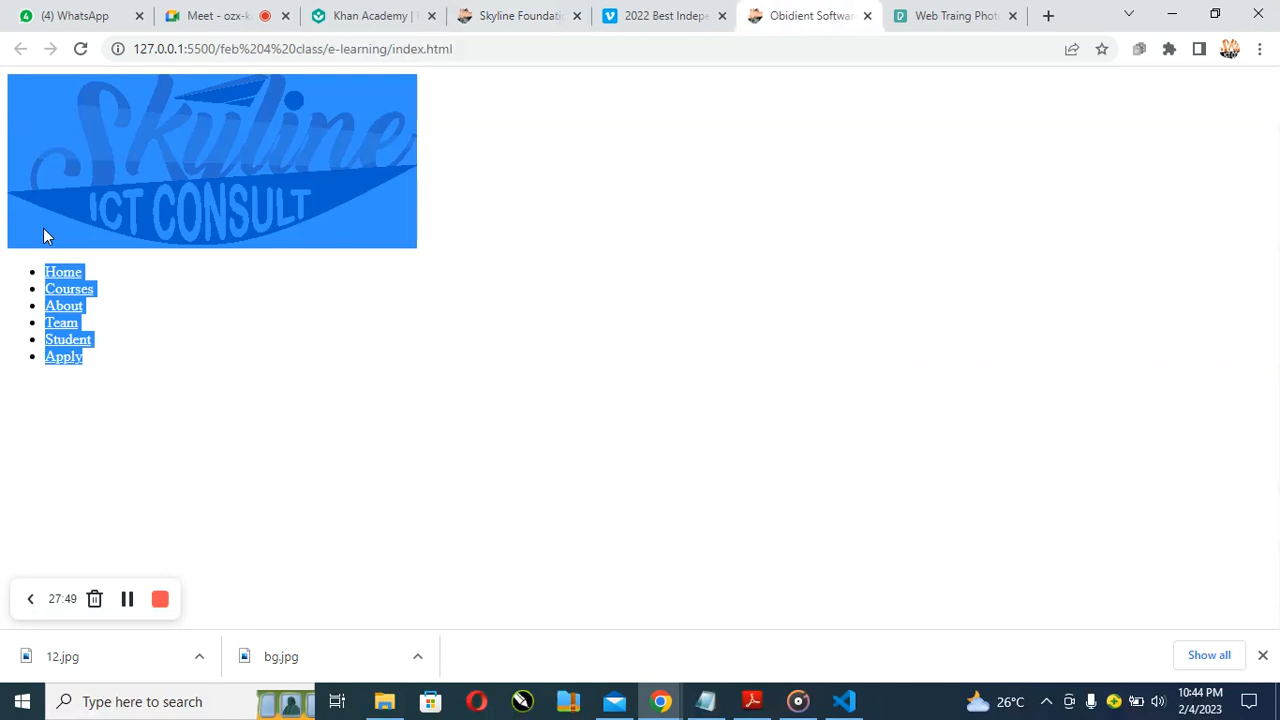 (4) WhatsApp
Meet - ozx-k
Khan Academy |
Skyline Foundati
2022 Best Indepe
Obidient Softwar
Web Traing Phot
127.0.0.1:5500/feb%204%20class/e-learning/index.html
Skyline
ICT CONSULT
Home
Courses
About
Team
Student
Apply
27:49
12.jpg
bg.jpg
Show all
Type here to search
26°C
10:44 PM
2/4/2023